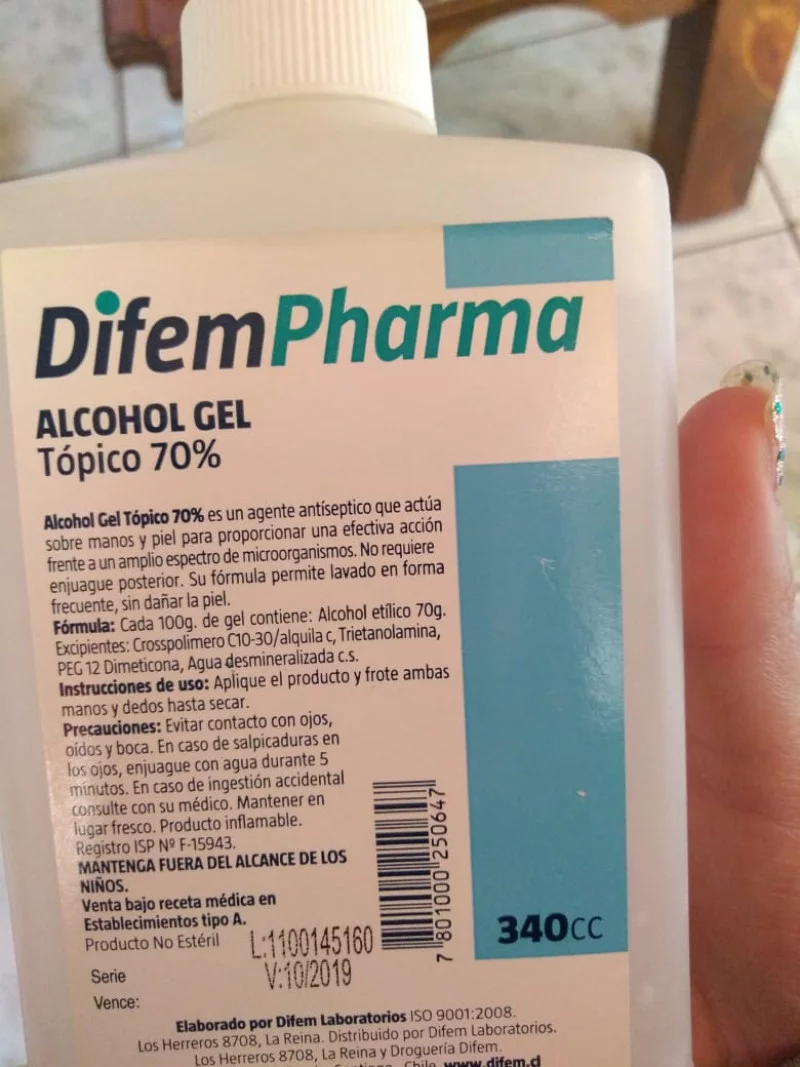 DifemPharma
ALCOHOL GEL
Tópico 70%
Alcohol Gel Tópico 70% es un agente antíseptico que actúa
sobre manos y piel para proporcionar una efectiva acción
frente a un amplio espectro de microorganismos. No requiere
enjuague posterior. Su fórmula permite lavado en forma
frecuente, sin dañar la piel.
Fórmula: Cada 100g. de gel contiene: Alcohol etílico 70g.
Excipientes: Crosspolimero C10-30/alquila c, Trietanolamina,
PEG 12 Dimeticona, Agua desmineralizada c.s.
Instrucciones de uso: Aplique el producto y frote ambas
manos y dedos hasta secar.
Precauciones: Evitar contacto con ojos,
oídos y boca. En caso de salpicaduras en
los ojos, enjuague con agua durante 5
minutos. En caso de ingestión accidental
consulte con su médico. Mantener en
lugar fresco. Producto inflamable.
Registro ISP Nº F-15943.
MANTENGA FUERA DEL ALCANCE DE LOS
NIÑOS.
Venta bajo receta médica en
Establecimientos tipo A.
Producto No Estéril
L:1100145160
Serie
V:10/2019
Vence:
7 801000 250647
340CC
Elaborado por Difem Laboratorios ISO 9001:2008.
Los Herreros 8708, La Reina. Distribuido por Difem Laboratorios.
Los Herreros 8708, La Reina y Droguería Difem.
Santiago - Chile www.difem.cl